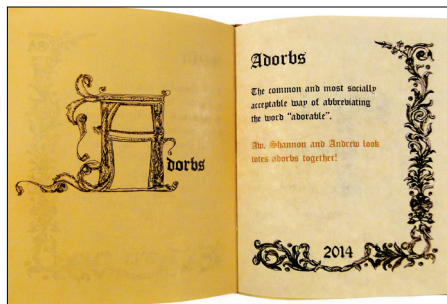 Adorbs
Adorbs
The common and most socially
acceptable way of abbreviating
the word “adorable”.
Aw, Shannon and Andrew look
totes adorbs together!
2014